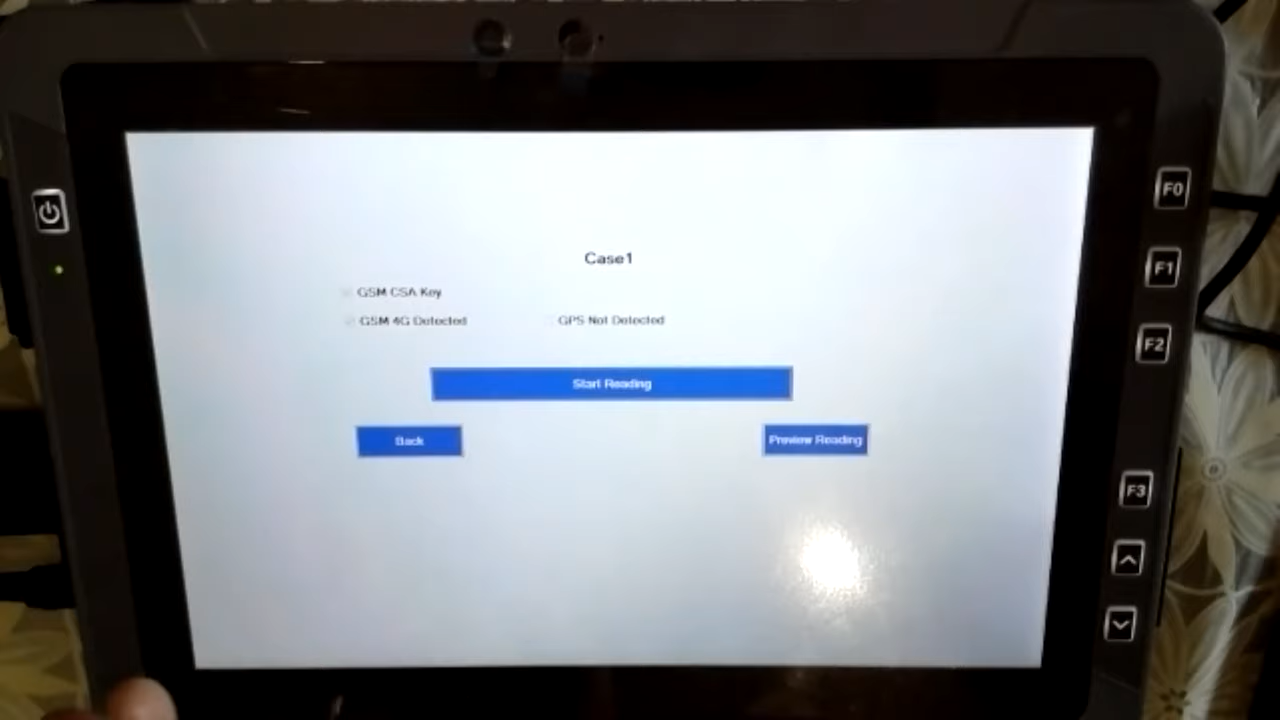 Case1
GSM CSA Key
GSM 4G Detected
GPS Not Detected
Start Reading
Back
Preview Reading
F0
F1
F2
F3